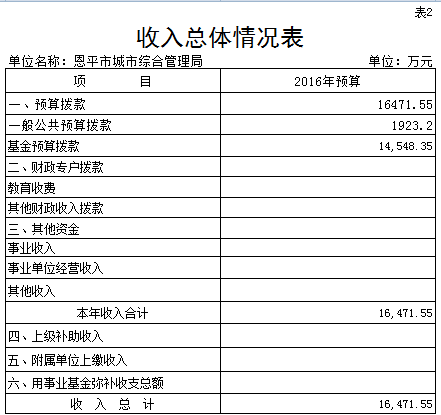 表2
收入总体情况表
单位名称：恩平市城市综合管理局 单位：万元
项 目 2016年预算
一、预算拨款 16471.55
一般公共预算拨款 1923.2
基金预算拨款 14,548.35
二、财政专户拨款
教育收费
其他财政收入拨款
三、其他资金
事业收入
事业单位经营收入
其他收入
本年收入合计 16,471.55
四、上级补助收入
五、附属单位上缴收入
六、用事业基金弥补收支总额
收 入 总 计 16,471.55